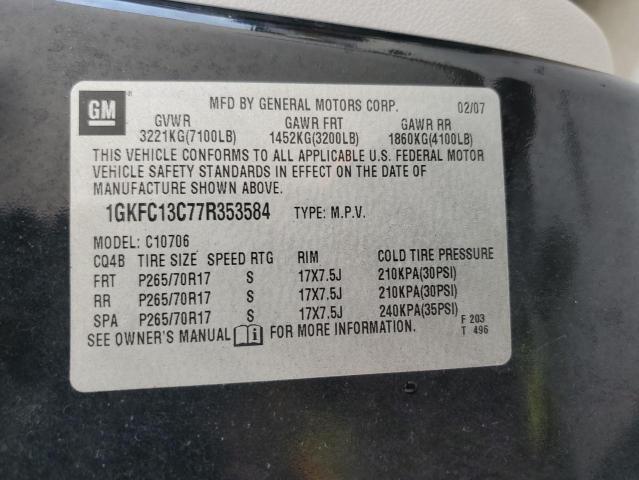 GM
MFD BY GENERAL MOTORS CORP. 02/07
GVWR GAWR FRT GAWR RR
3221KG(7100LB) 1452KG(3200LB) 1860KG(4100LB)
THIS VEHICLE CONFORMS TO ALL APPLICABLE U.S. FEDERAL MOTOR
VEHICLE SAFETY STANDARDS IN EFFECT ON THE DATE OF
MANUFACTURE SHOWN ABOVE.
1GKFC13C77R353584 TYPE: M.P.V.
MODEL: C10706
CQ4B TIRE SIZE SPEED RTG RIM COLD TIRE PRESSURE
FRT P265/70R17 S 17X7.5J 210KPA(30PSI)
RR P265/70R17 S 17X7.5J 210KPA(30PSI)
SPA P265/70R17 S 17X7.5J 240KPA(35PSI)
SEE OWNER'S MANUAL FOR MORE INFORMATION.
F 203
T 496